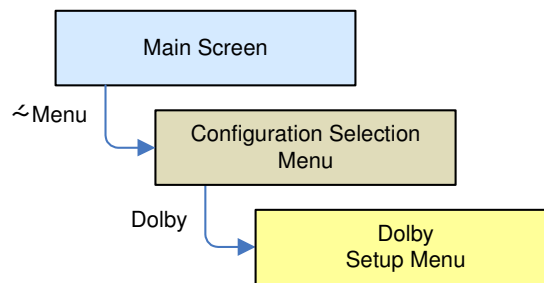 Main Screen
~Menu
Configuration Selection
Menu
Dolby
Dolby
Setup Menu